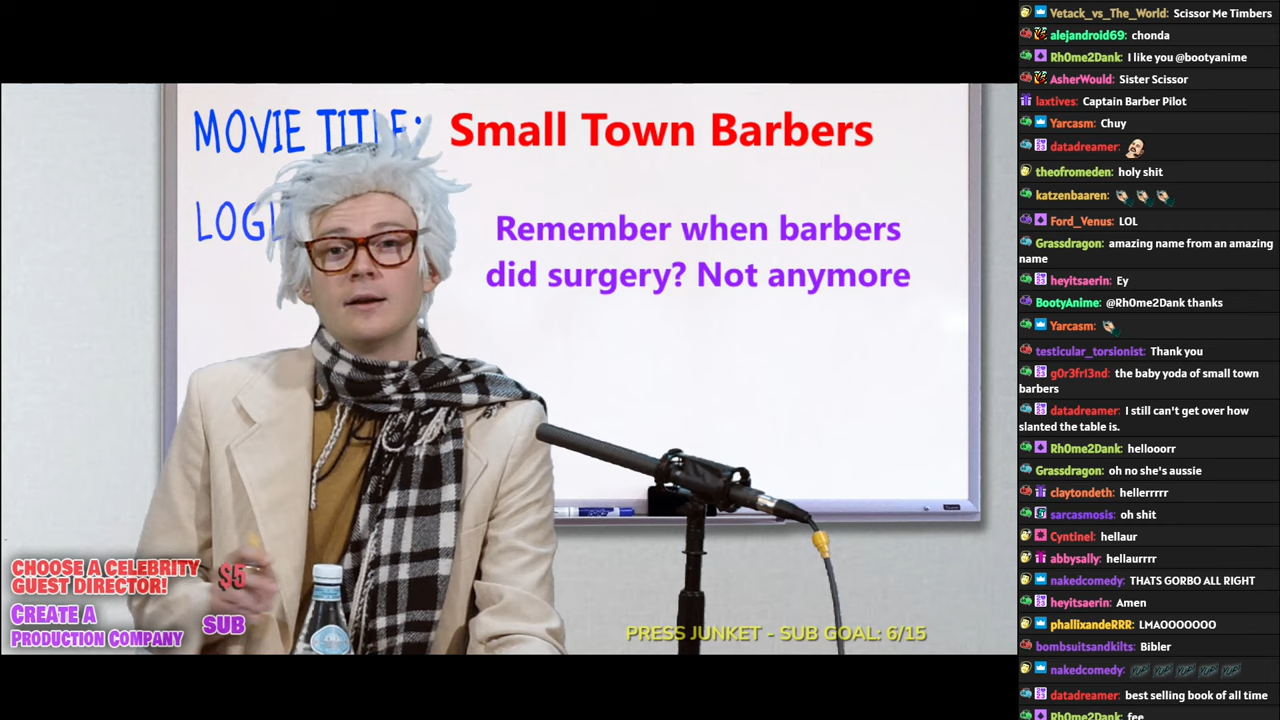 MOVIE TITLE: Small Town Barbers
LOGL
Remember when barbers
did surgery? Not anymore
CHOOSE A CELEBRITY
GUEST DIRECTOR!
$5
CREATE A
PRODUCTION COMPANY
SUB
PRESS JUNKET - SUB GOAL: 6/15
Vetack_vs_The_World: Scissor Me Timbers
alejandroid69: chonda
Rh0me2Dank: I like you @bootyanime
AsherWould: Sister Scissor
laxtives: Captain Barber Pilot
Yarcasm: Chuy
datadreamer:
theofromeden: holy shit
katzenbaaren:
Ford_Venus: LOL
Grassdragon: amazing name from an amazing
name
heyitsaerin: Ey
BootyAnime: @Rh0me2Dank thanks
Yarcasm:
testicular_torsionist: Thank you
g0r3frI3nd: the baby yoda of small town
barbers
datadreamer: I still can't get over how
slanted the table is.
Rh0me2Dank: hellooorr
Grassdragon: oh no she's aussie
claytondeth: hellerrrrr
sarcasmosis: oh shit
Cyntinel: hellaur
abbysally: hellaurrrr
nakedcomedy: THATS GORBO ALL RIGHT
heyitsaerin: Amen
phallixandeRRR: LMAOOOOOOO
bombsuitsandkilts: Bibler
nakedcomedy:
datadreamer: best selling book of all time
Rh0me2Dank: fee